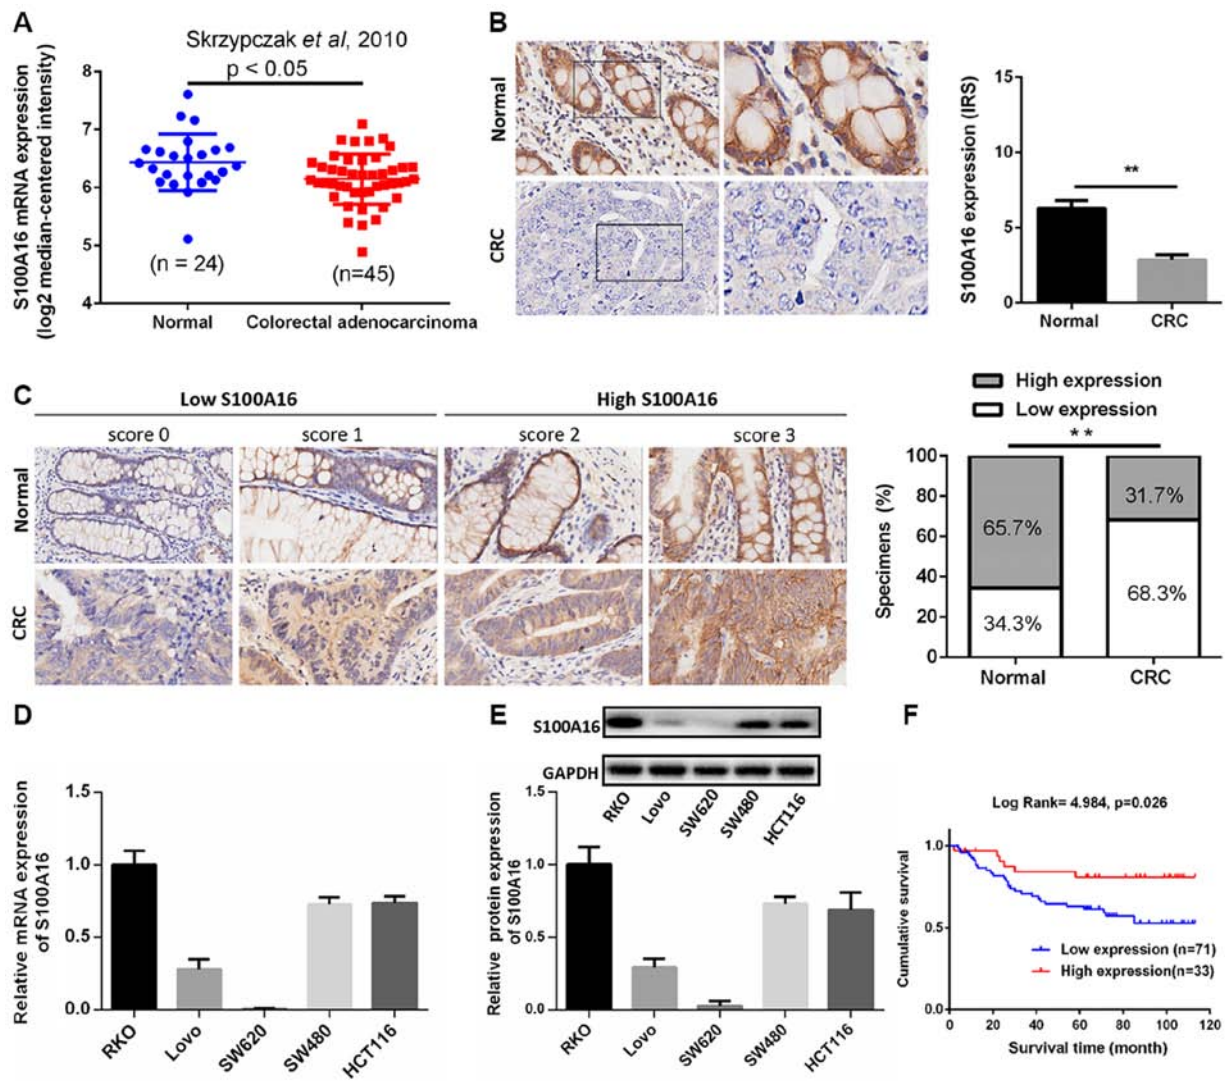 A
Skrzypczak et al, 2010
p < 0.05
S100A16 mRNA expression
(log2 median-centered intensity)
8
7
6
5
4
(n = 24)
(n=45)
Normal
Colorectal adenocarcinoma
B
Normal
CRC
S100A16 expression (IRS)
15
10
5
0
**
Normal
CRC
C
Low S100A16
High S100A16
score 0
score 1
score 2
score 3
Normal
CRC
High expression
Low expression
**
Specimens (%)
100
80
60
40
20
0
65.7%
34.3%
31.7%
68.3%
Normal
CRC
D
Relative mRNA expression
of S100A16
1.5
1.0
0.5
0.0
RKO
Lovo
SW620
SW480
HCT116
E
S100A16
GAPDH
RKO
Lovo
SW620
SW480
HCT116
Relative protein expression
of S100A16
1.5
1.0
0.5
0.0
RKO
Lovo
SW620
SW480
HCT116
F
Log Rank= 4.984, p=0.026
Cumulative survival
1.0
0.5
0.0
Low expression (n=71)
High expression(n=33)
0
20
40
60
80
100
120
Survival time (month)